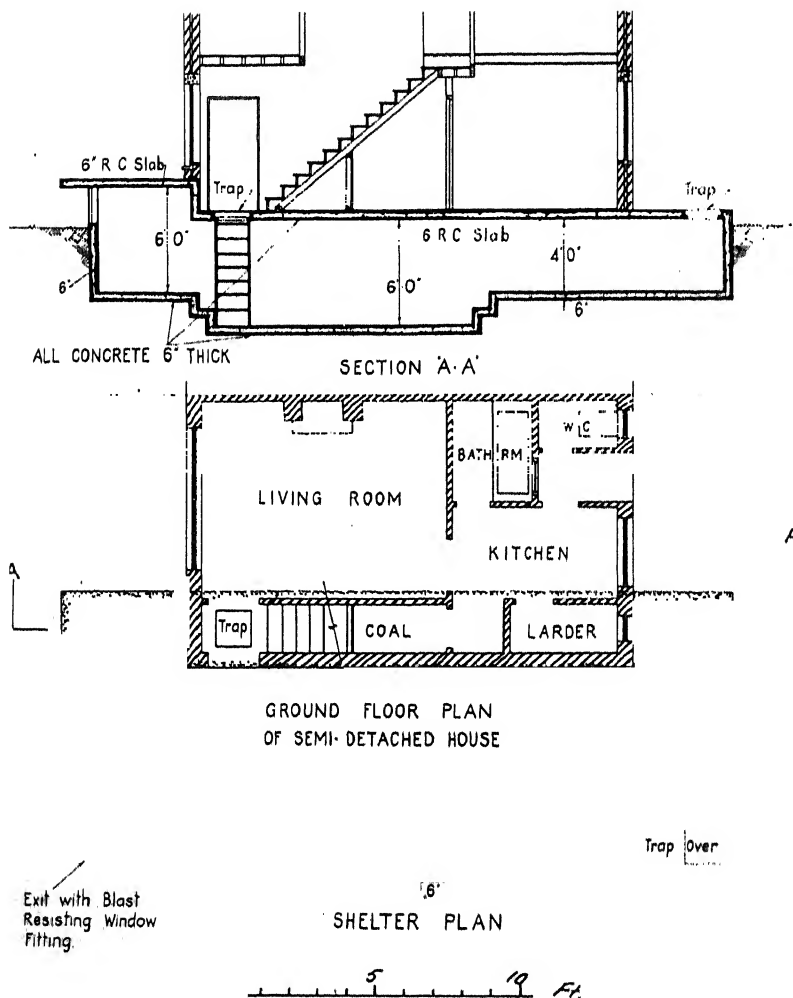 6" R C Slab
Trap
Trap
6'0"
6 R C Slab
4'0"
6"
6'0"
6"
ALL CONCRETE 6" THICK
SECTION 'A·A'
BATH RM
W C
LIVING ROOM
KITCHEN
A
A
Trap
COAL
LARDER
GROUND FLOOR PLAN
OF SEMI-DETACHED HOUSE
Trap Over
Exit with Blast
Resisting Window
Fitting.
6"
SHELTER PLAN
5 10 Ft.